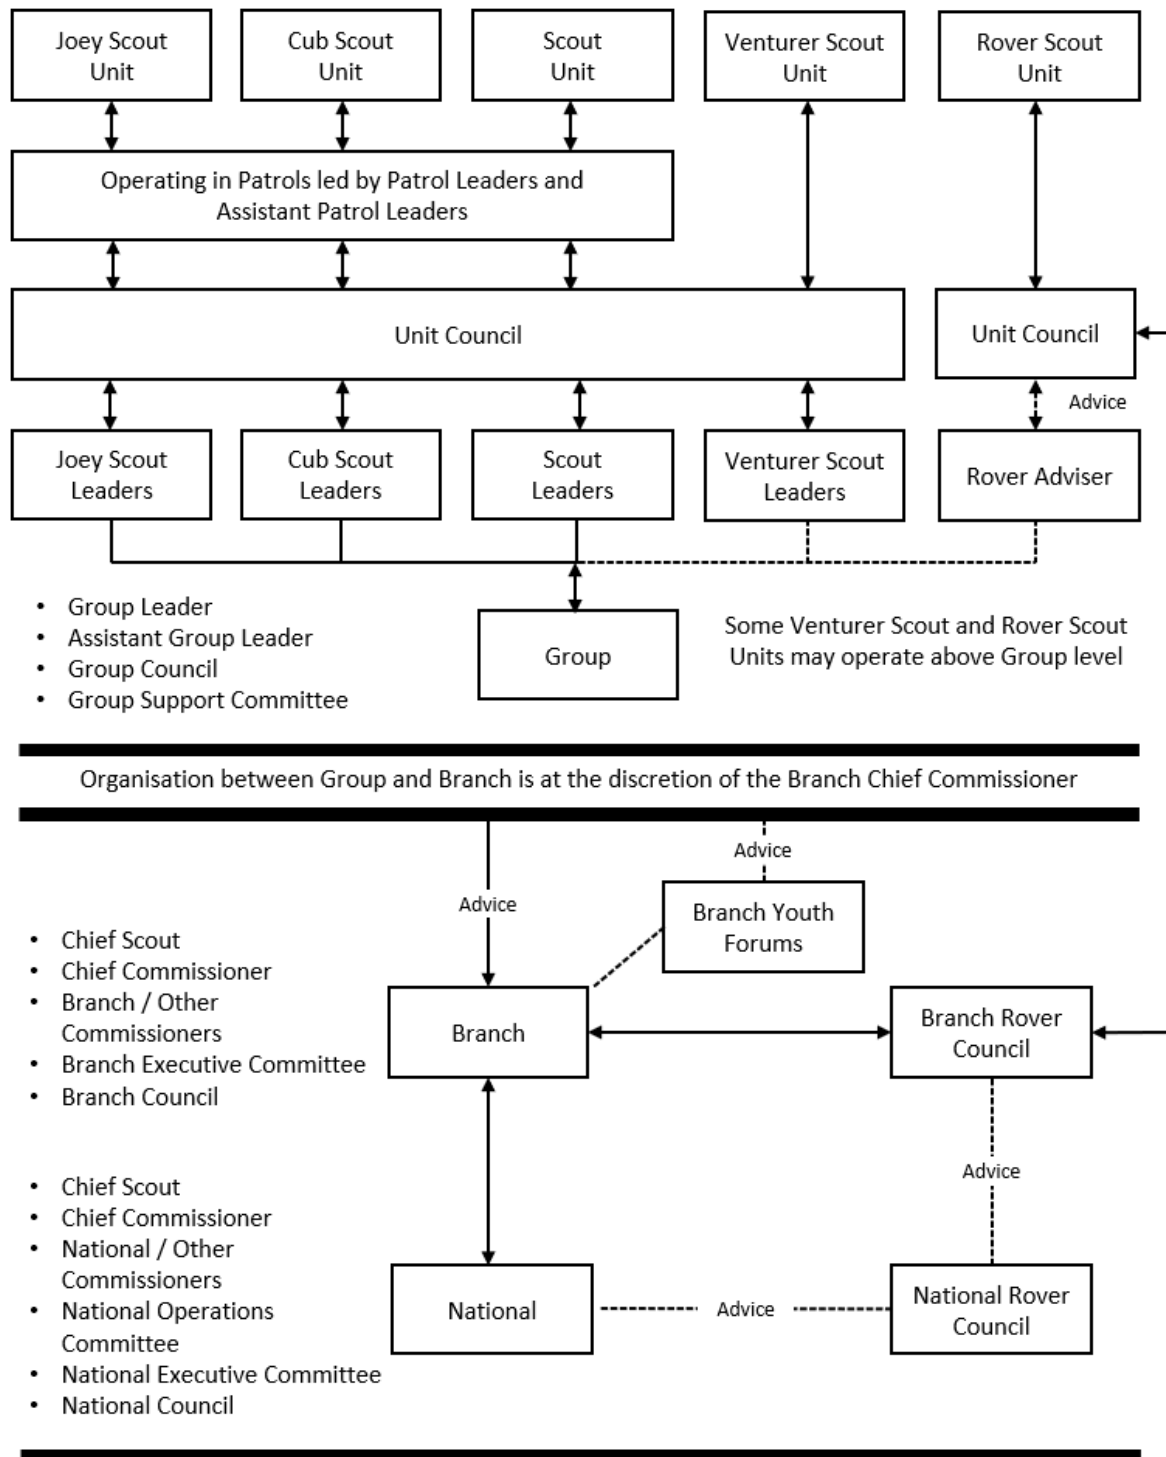 Joey Scout
Unit
Cub Scout
Unit
Scout
Unit
Venturer Scout
Unit
Rover Scout
Unit
Operating in Patrols led by Patrol Leaders and
Assistant Patrol Leaders
Unit Council
Unit Council
Advice
Joey Scout
Leaders
Cub Scout
Leaders
Scout
Leaders
Venturer Scout
Leaders
Rover Adviser
• Group Leader
• Assistant Group Leader
• Group Council
• Group Support Committee
Group
Some Venturer Scout and Rover Scout
Units may operate above Group level
Organisation between Group and Branch is at the discretion of the Branch Chief Commissioner
Advice
Advice
Branch Youth
Forums
• Chief Scout
• Chief Commissioner
• Branch / Other
Commissioners
• Branch Executive Committee
• Branch Council
Branch
Branch Rover
Council
Advice
• Chief Scout
• Chief Commissioner
• National / Other
Commissioners
• National Operations
Committee
• National Executive Committee
• National Council
National
Advice
National Rover
Council